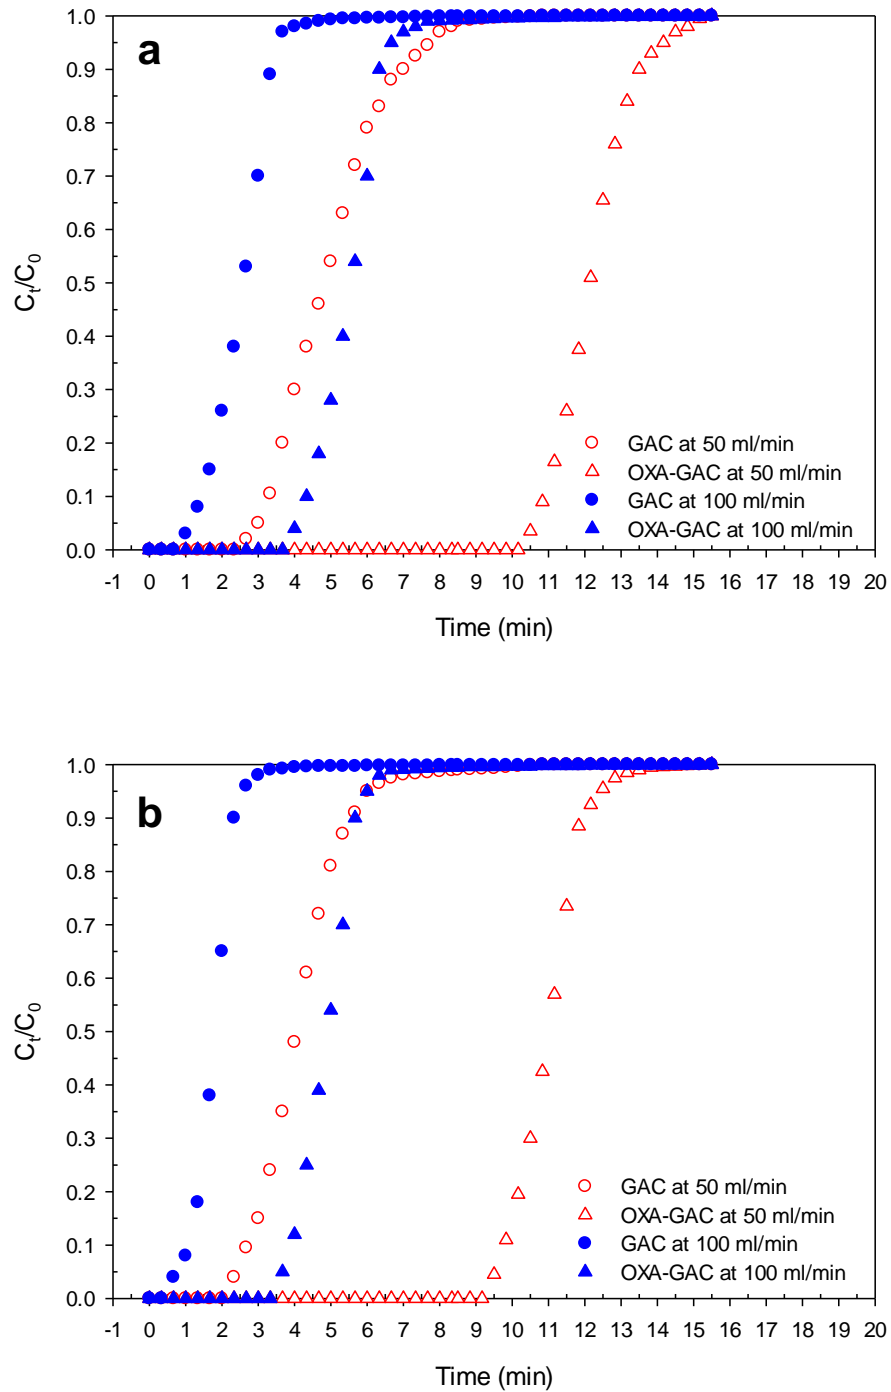 a
1.0
0.9
0.8
0.7
0.6
0.5
0.4
0.3
0.2
0.1
0.0
C_t/C_0
GAC at 50 ml/min
OXA-GAC at 50 ml/min
GAC at 100 ml/min
OXA-GAC at 100 ml/min
-1 0 1 2 3 4 5 6 7 8 9 10 11 12 13 14 15 16 17 18 19 20
Time (min)
b
1.0
0.9
0.8
0.7
0.6
0.5
0.4
0.3
0.2
0.1
0.0
C_t/C_0
GAC at 50 ml/min
OXA-GAC at 50 ml/min
GAC at 100 ml/min
OXA-GAC at 100 ml/min
-1 0 1 2 3 4 5 6 7 8 9 10 11 12 13 14 15 16 17 18 19 20
Time (min)